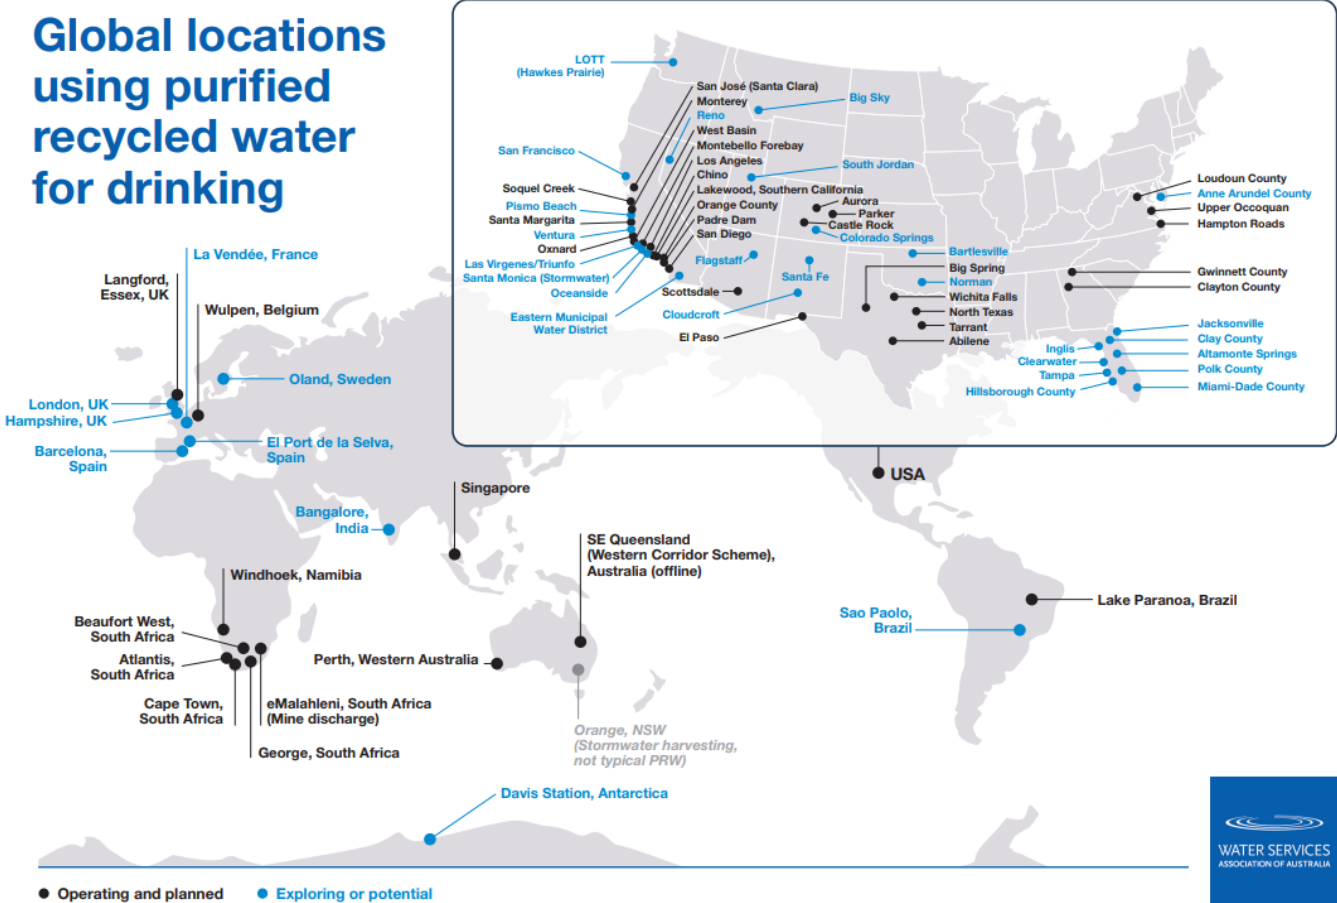 Global locations
using purified
recycled water
for drinking
LOTT
(Hawkes Prairie)
San José (Santa Clara)
Monterey
Reno
West Basin
Montebello Forebay
Los Angeles
Chino
Lakewood, Southern California
Orange County
Padre Dam
San Diego
Big Sky
South Jordan
San Francisco
Soquel Creek
Pismo Beach
Santa Margarita
Ventura
Oxnard
Las Virgenes/Triunfo
Santa Monica (Stormwater)
Oceanside
Eastern Municipal
Water District
Aurora
Parker
Castle Rock
Colorado Springs
Flagstaff
Santa Fe
Scottsdale
Cloudcroft
El Paso
Bartlesville
Big Spring
Norman
Wichita Falls
North Texas
Tarrant
Abilene
Loudoun County
Anne Arundel County
Upper Occoquan
Hampton Roads
Gwinnett County
Clayton County
Jacksonville
Clay County
Altamonte Springs
Polk County
Miami-Dade County
Inglis
Clearwater
Tampa
Hillsborough County
La Vendée, France
Langford,
Essex, UK
Wulpen, Belgium
Oland, Sweden
London, UK
Hampshire, UK
Barcelona,
Spain
El Port de la Selva,
Spain
USA
Singapore
Bangalore,
India
SE Queensland
(Western Corridor Scheme),
Australia (offline)
Windhoek, Namibia
Beaufort West,
South Africa
Atlantis,
South Africa
Cape Town,
South Africa
eMalahleni, South Africa
(Mine discharge)
George, South Africa
Perth, Western Australia
Orange, NSW
(Stormwater harvesting,
not typical PRW)
Sao Paolo,
Brazil
Lake Paranoa, Brazil
Davis Station, Antarctica
WATER SERVICES
ASSOCIATION OF AUSTRALIA
Operating and planned
Exploring or potential